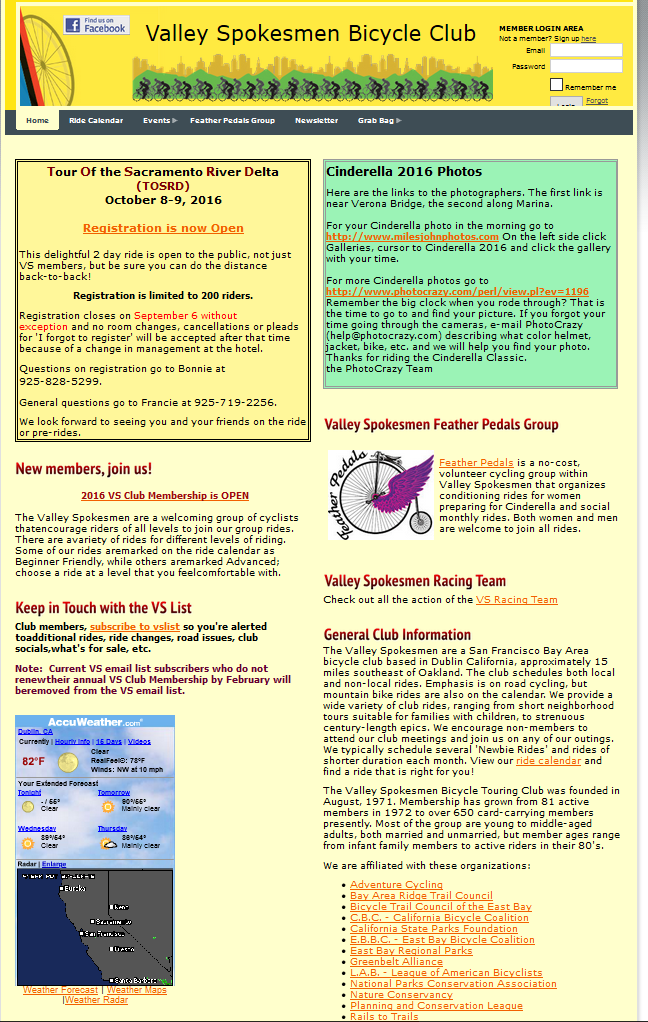 Find us on
Facebook
Valley Spokesmen Bicycle Club
MEMBER LOGIN AREA
Not a member? Sign up here
Email
Password
Remember me
Login
Forgot
Home
Ride Calendar
Events
Feather Pedals Group
Newsletter
Grab Bag
Tour Of the Sacramento River Delta
(TOSRD)
October 8-9, 2016
Registration is now Open
This delightful 2 day ride is open to the public, not just
VS members, but be sure you can do the distance
back-to-back!
Registration is limited to 200 riders.
Registration closes on September 6 without
exception and no room changes, cancellations or pleads
for 'I forgot to register' will be accepted after that time
because of a change in management at the hotel.
Questions on registration go to Bonnie at
925-828-5299.
General questions go to Francie at 925-719-2256.
We look forward to seeing you and your friends on the ride
or pre-rides.
New members, join us!
2016 VS Club Membership is OPEN
The Valley Spokesmen are a welcoming group of cyclists
thatencourage riders of all levels to join our group rides.
There are avariety of rides for different levels of riding.
Some of our rides aremarked on the ride calendar as
Beginner Friendly, while others aremarked Advanced;
choose a ride at a level that you feelcomfortable with.
Keep in Touch with the VS List
Club members, subscribe to vslist so you're alerted
toadditional rides, ride changes, road issues, club
socials,what's for sale, etc.
Note: Current VS email list subscribers who do not
renewtheir annual VS Club Membership by February will
beremoved from the VS email list.
AccuWeather.com
Dublin, CA
Currently | Hourly Info | 15 Days | Videos
82°F
Clear
RealFeel©: 78°F
Winds: NW at 10 mph
Your Extended Forecast
Tonight
- / 55°
Clear
Tomorrow
90°/55°
Mainly clear
Wednesday
89°/54°
Clear
Thursday
86°/54°
Mainly clear
Radar | Enlarge
Eureka
Reno
Sacramento
San Francisco
Fresno
Santa Barbara
Weather Forecast | Weather Maps
|Weather Radar
Cinderella 2016 Photos
Here are the links to the photographers. The first link is
near Verona Bridge, the second along Marina.
For your Cinderella photo in the morning go to
http://www.milesjohnphotos.com On the left side click
Galleries, cursor to Cinderella 2016 and click the gallery
with your time.
For more Cinderella photos go to
http://www.photocrazy.com/perl/view.pl?ev=1196
Remember the big clock when you rode through? That is
the time to go to and find your picture. If you forgot your
time going through the cameras, e-mail PhotoCrazy
(help@photocrazy.com) describing what color helmet,
jacket, bike, etc. and we will help you find your photo.
Thanks for riding the Cinderella Classic.
the PhotoCrazy Team
Valley Spokesmen Feather Pedals Group
Feather Pedals
Feather Pedals is a no-cost,
volunteer cycling group within
Valley Spokesmen that organizes
conditioning rides for women
preparing for Cinderella and social
monthly rides. Both women and men
are welcome to join all rides.
Valley Spokesmen Racing Team
Check out all the action of the VS Racing Team
General Club Information
The Valley Spokesmen are a San Francisco Bay Area
bicycle club based in Dublin California, approximately 15
miles southeast of Oakland. The club schedules both local
and non-local rides. Emphasis is on road cycling, but
mountain bike rides are also on the calendar. We provide a
wide variety of club rides, ranging from short neighborhood
tours suitable for families with children, to strenuous
century-length epics. We encourage non-members to
attend our club meetings and join us on any of our outings.
We typically schedule several 'Newbie Rides' and rides of
shorter duration each month. View our ride calendar and
find a ride that is right for you!
The Valley Spokesmen Bicycle Touring Club was founded in
August, 1971. Membership has grown from 81 active
members in 1972 to over 650 card-carrying members
presently. Most of the group are young to middle-aged
adults, both married and unmarried, but member ages range
from infant family members to active riders in their 80's.
We are affiliated with these organizations:
Adventure Cycling
Bay Area Ridge Trail Council
Bicycle Trail Council of the East Bay
C.B.C. - California Bicycle Coalition
California State Parks Foundation
E.B.B.C. - East Bay Bicycle Coalition
East Bay Regional Parks
Greenbelt Alliance
L.A.B. - League of American Bicyclists
National Parks Conservation Association
Nature Conservancy
Planning and Conservation League
Rails to Trails